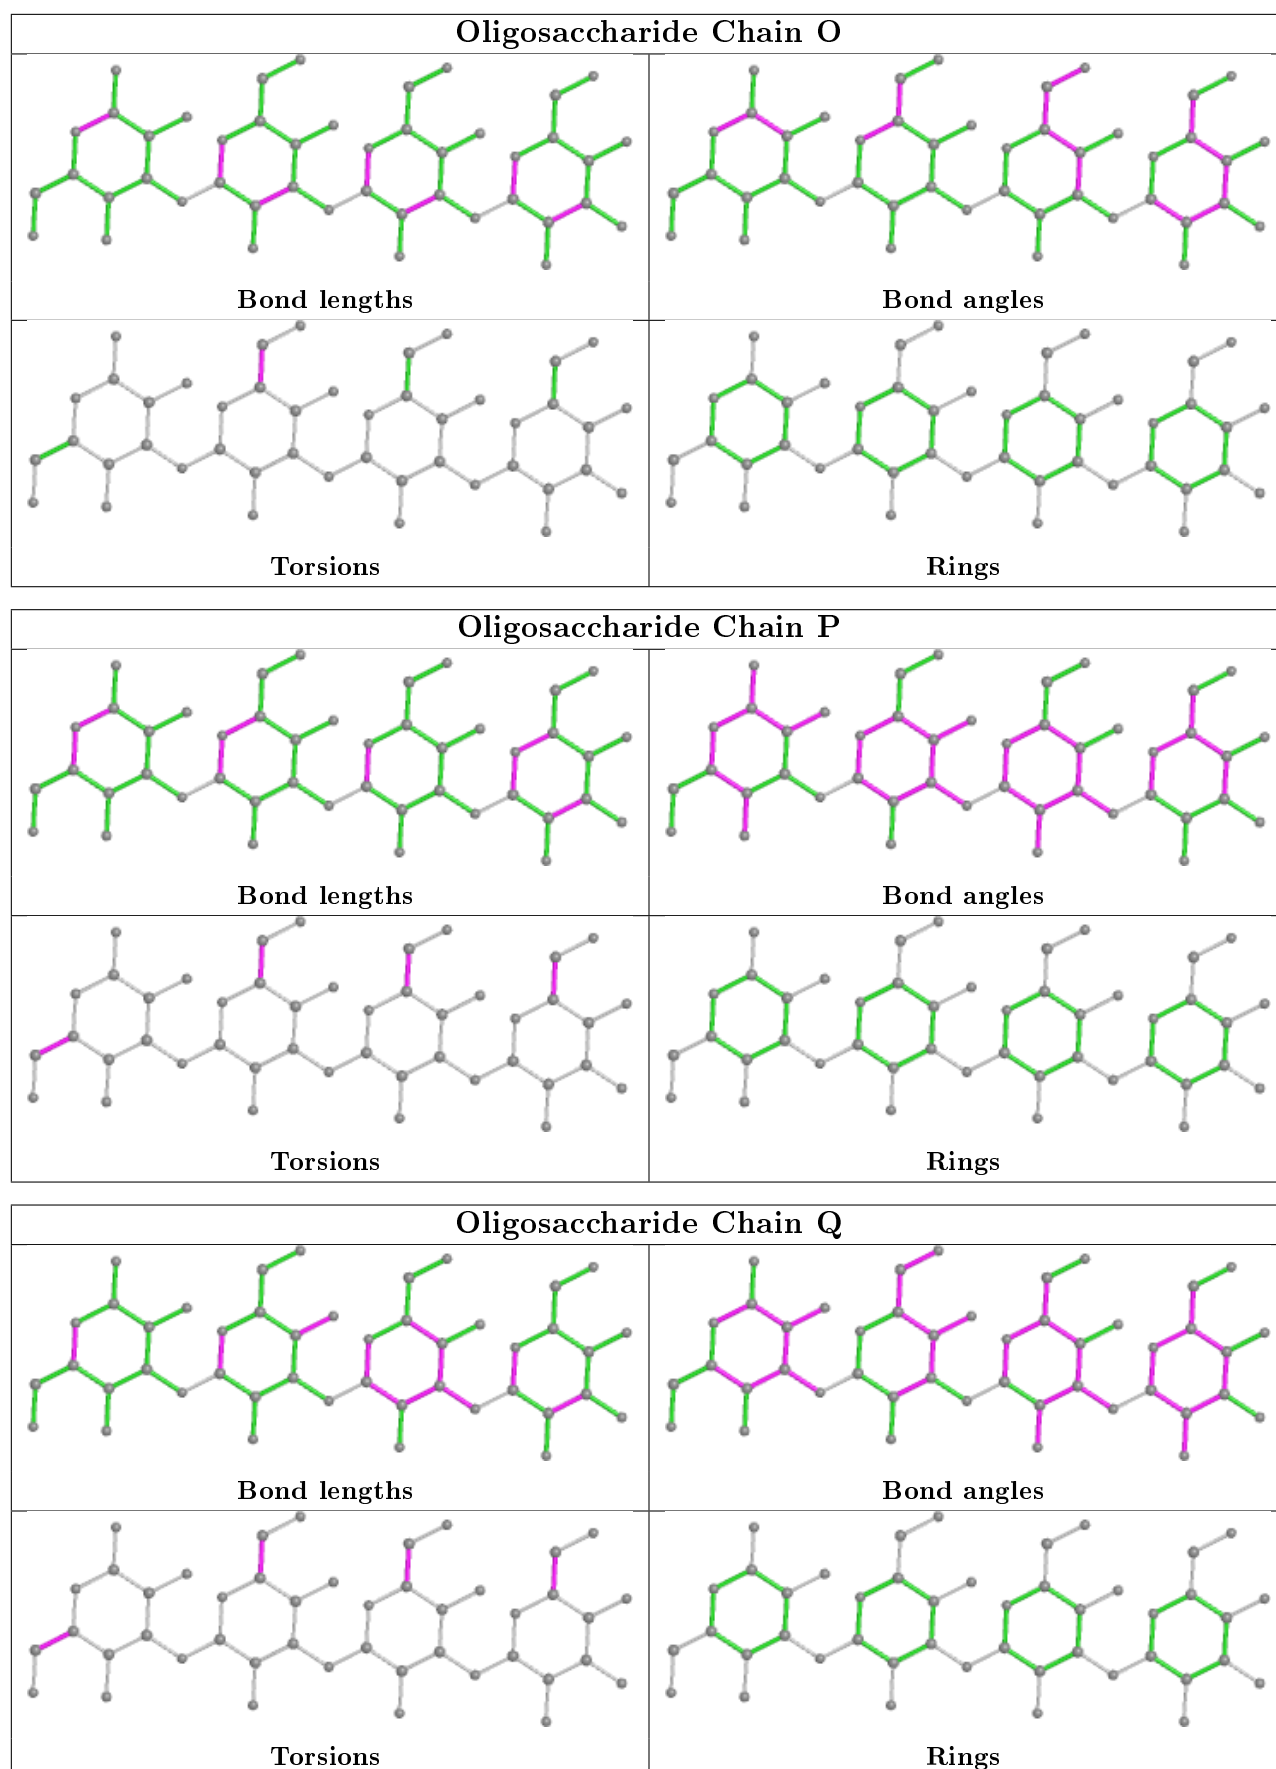 Oligosaccharide Chain O
Bond lengths
Bond angles
Torsions
Rings
Oligosaccharide Chain P
Bond lengths
Bond angles
Torsions
Rings
Oligosaccharide Chain Q
Bond lengths
Bond angles
Torsions
Rings